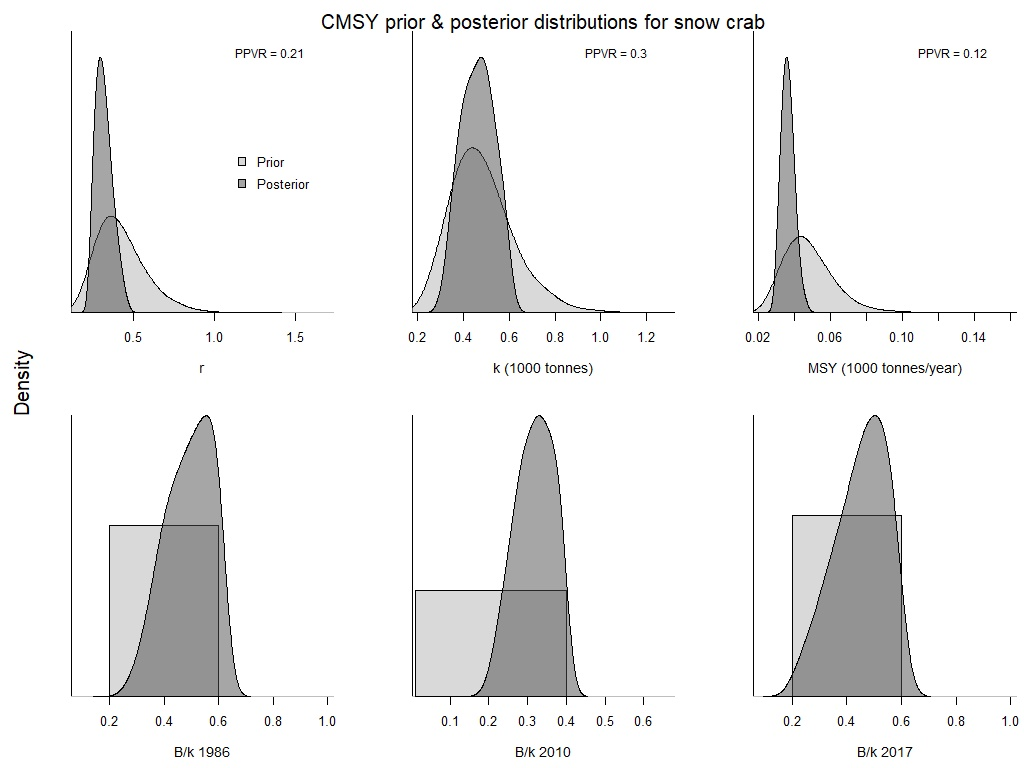 CMSY prior & posterior distributions for snow crab
PPVR = 0.21
PPVR = 0.3
PPVR = 0.12
Prior
Posterior
0.5 1.0 1.5
r
0.2 0.4 0.6 0.8 1.0 1.2
k (1000 tonnes)
0.02 0.06 0.10 0.14
MSY (1000 tonnes/year)
Density
0.2 0.4 0.6 0.8 1.0
B/k 1986
0.1 0.2 0.3 0.4 0.5 0.6
B/k 2010
0.2 0.4 0.6 0.8 1.0
B/k 2017